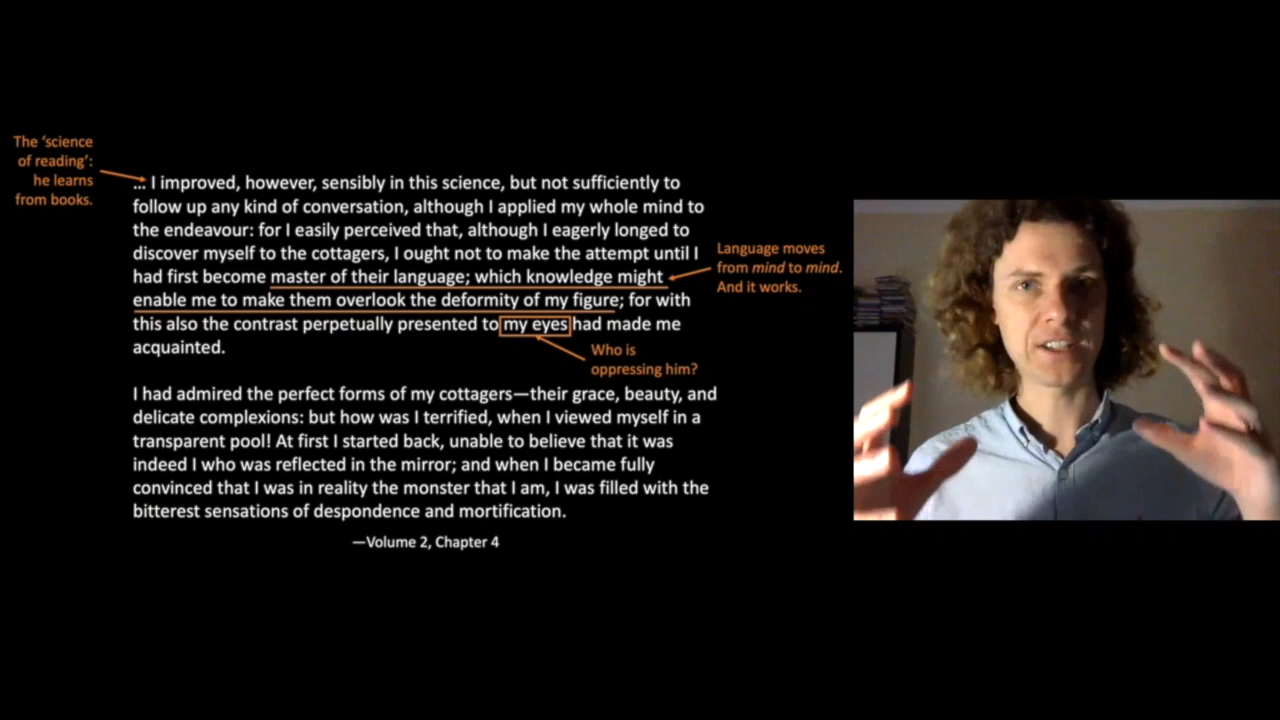 The ‘science
of reading’:
he learns
from books.
... I improved, however, sensibly in this science, but not sufficiently to
follow up any kind of conversation, although I applied my whole mind to
the endeavour: for I easily perceived that, although I eagerly longed to
discover myself to the cottagers, I ought not to make the attempt until I
had first become master of their language; which knowledge might
enable me to make them overlook the deformity of my figure; for with
this also the contrast perpetually presented to my eyes had made me
acquainted.
Language moves
from mind to mind.
And it works.
Who is
oppressing him?
I had admired the perfect forms of my cottagers—their grace, beauty, and
delicate complexions: but how was I terrified, when I viewed myself in a
transparent pool! At first I started back, unable to believe that it was
indeed I who was reflected in the mirror; and when I became fully
convinced that I was in reality the monster that I am, I was filled with the
bitterest sensations of despondence and mortification.
—Volume 2, Chapter 4